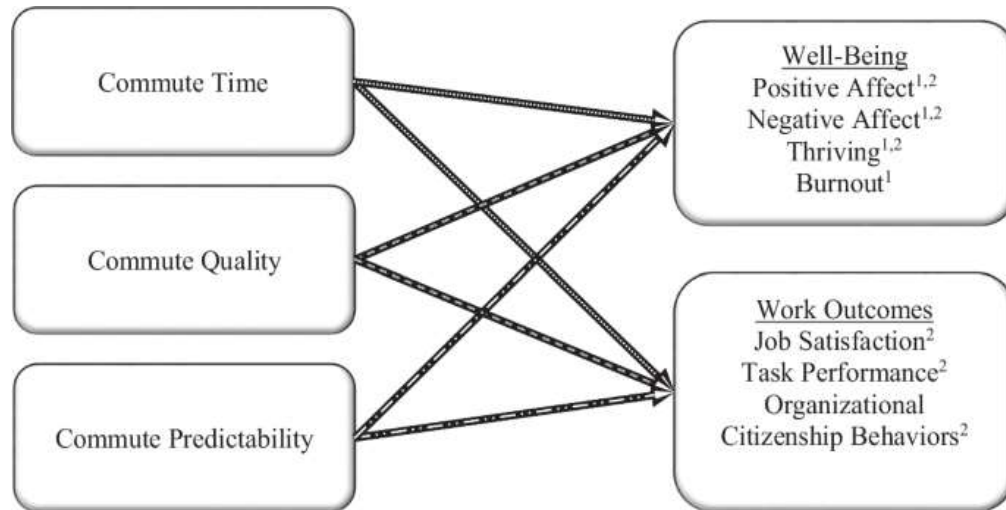 Commute Time
Commute Quality
Commute Predictability
Well-Being
Positive Affect1,2
Negative Affect1,2
Thriving1,2
Burnout1
Work Outcomes
Job Satisfaction2
Task Performance2
Organizational
Citizenship Behaviors2